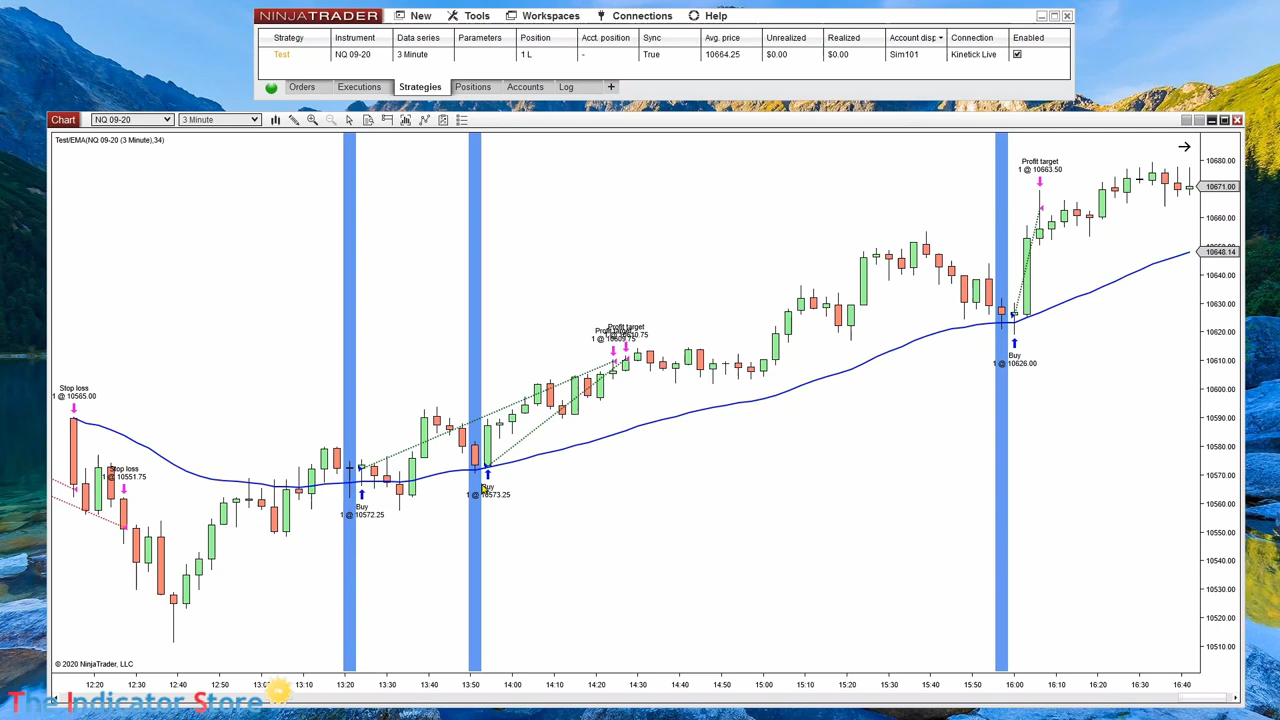 NINJATRADER New Tools Workspaces Connections Help
Strategy Instrument Data series Parameters Position Acct. position Sync Avg. price Unrealized Realized Account disp Connection Enabled
Test NQ 09-20 3 Minute 1 L - True 10664.25 $0.00 $0.00 Sim101 Kinetick Live
Orders Executions Strategies Positions Accounts Log +
Chart NQ 09-20 3 Minute
Test/EMA(NQ 09-20 (3 Minute),34)
Profit target
1 @ 10663.50
10680.00
10671.00
10660.00
10648.14
10640.00
10630.00
10620.00
10610.00
10600.00
10590.00
10580.00
10570.00
10560.00
10550.00
10540.00
10530.00
10520.00
10510.00
Profit target
1 @ 10610.75
Buy
1 @ 10626.00
Stop loss
1 @ 10565.00
Stop loss
1 @ 10551.75
Buy
1 @ 10573.25
Buy
1 @ 10572.25
© 2020 NinjaTrader, LLC
12:20 12:30 12:40 12:50 13:00 13:10 13:20 13:30 13:40 13:50 14:00 14:10 14:20 14:30 14:40 14:50 15:00 15:10 15:20 15:30 15:40 15:50 16:00 16:10 16:20 16:30 16:40
The Indicator Store